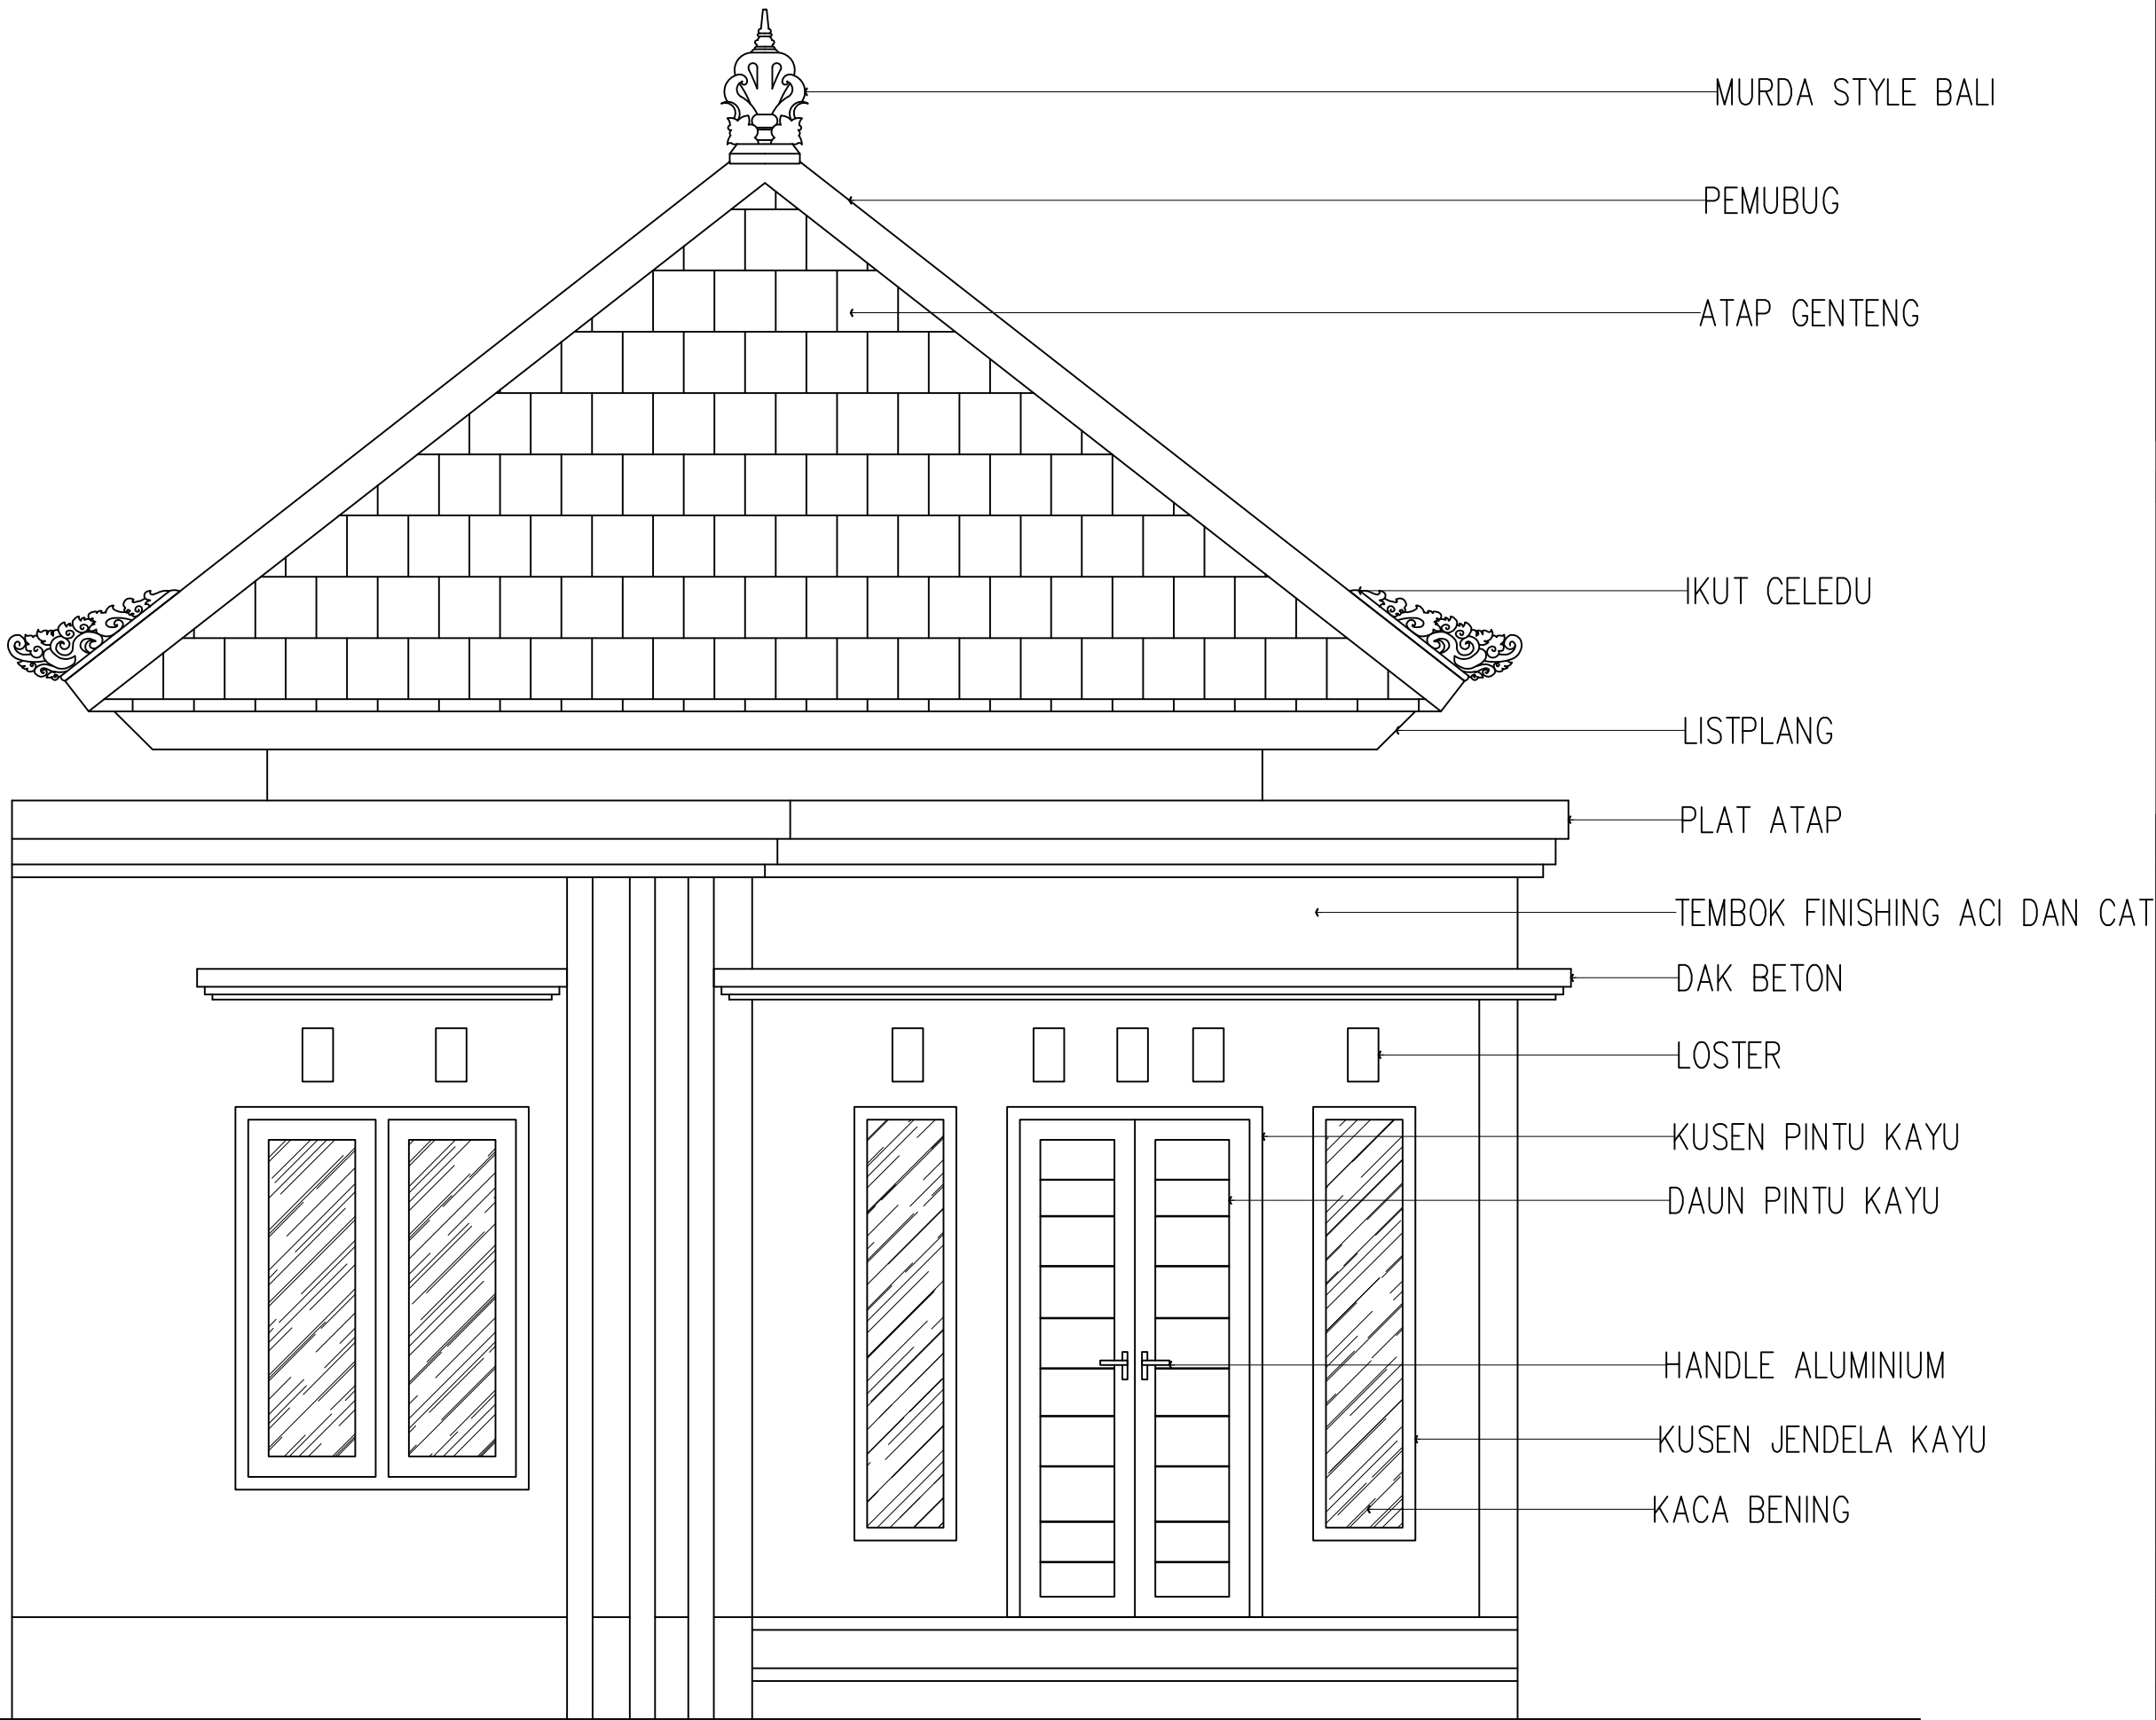 MURDA STYLE BALI
PEMUBUG
ATAP GENTENG
IKUT CELEDU
LISTPLANG
PLAT ATAP
TEMBOK FINISHING ACI DAN CAT
DAK BETON
LOSTER
KUSEN PINTU KAYU
DAUN PINTU KAYU
HANDLE ALUMINIUM
KUSEN JENDELA KAYU
KACA BENING